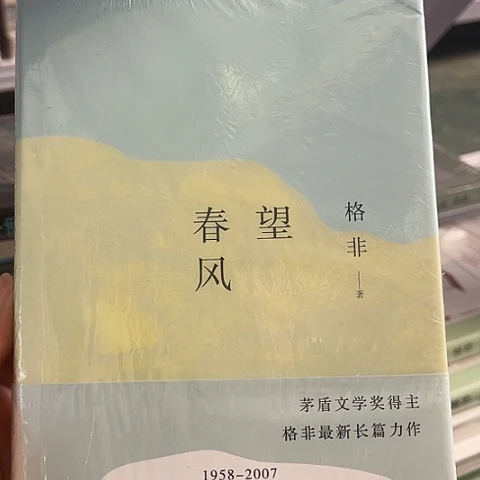 望春风
格非
著
茅盾文学奖得主
格非最新长篇力作
1958-2007